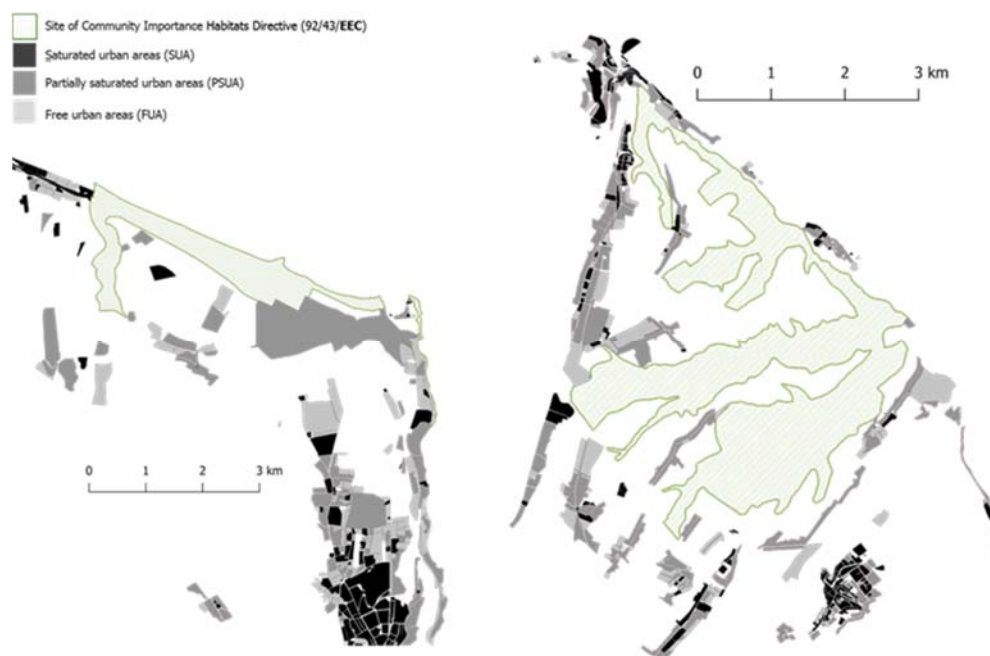 Site of Community Importance Habitats Directive (92/43/EEC)
Saturated urban areas (SUA)
Partially saturated urban areas (PSUA)
Free urban areas (FUA)
0 1 2 3 km
0 1 2 3 km